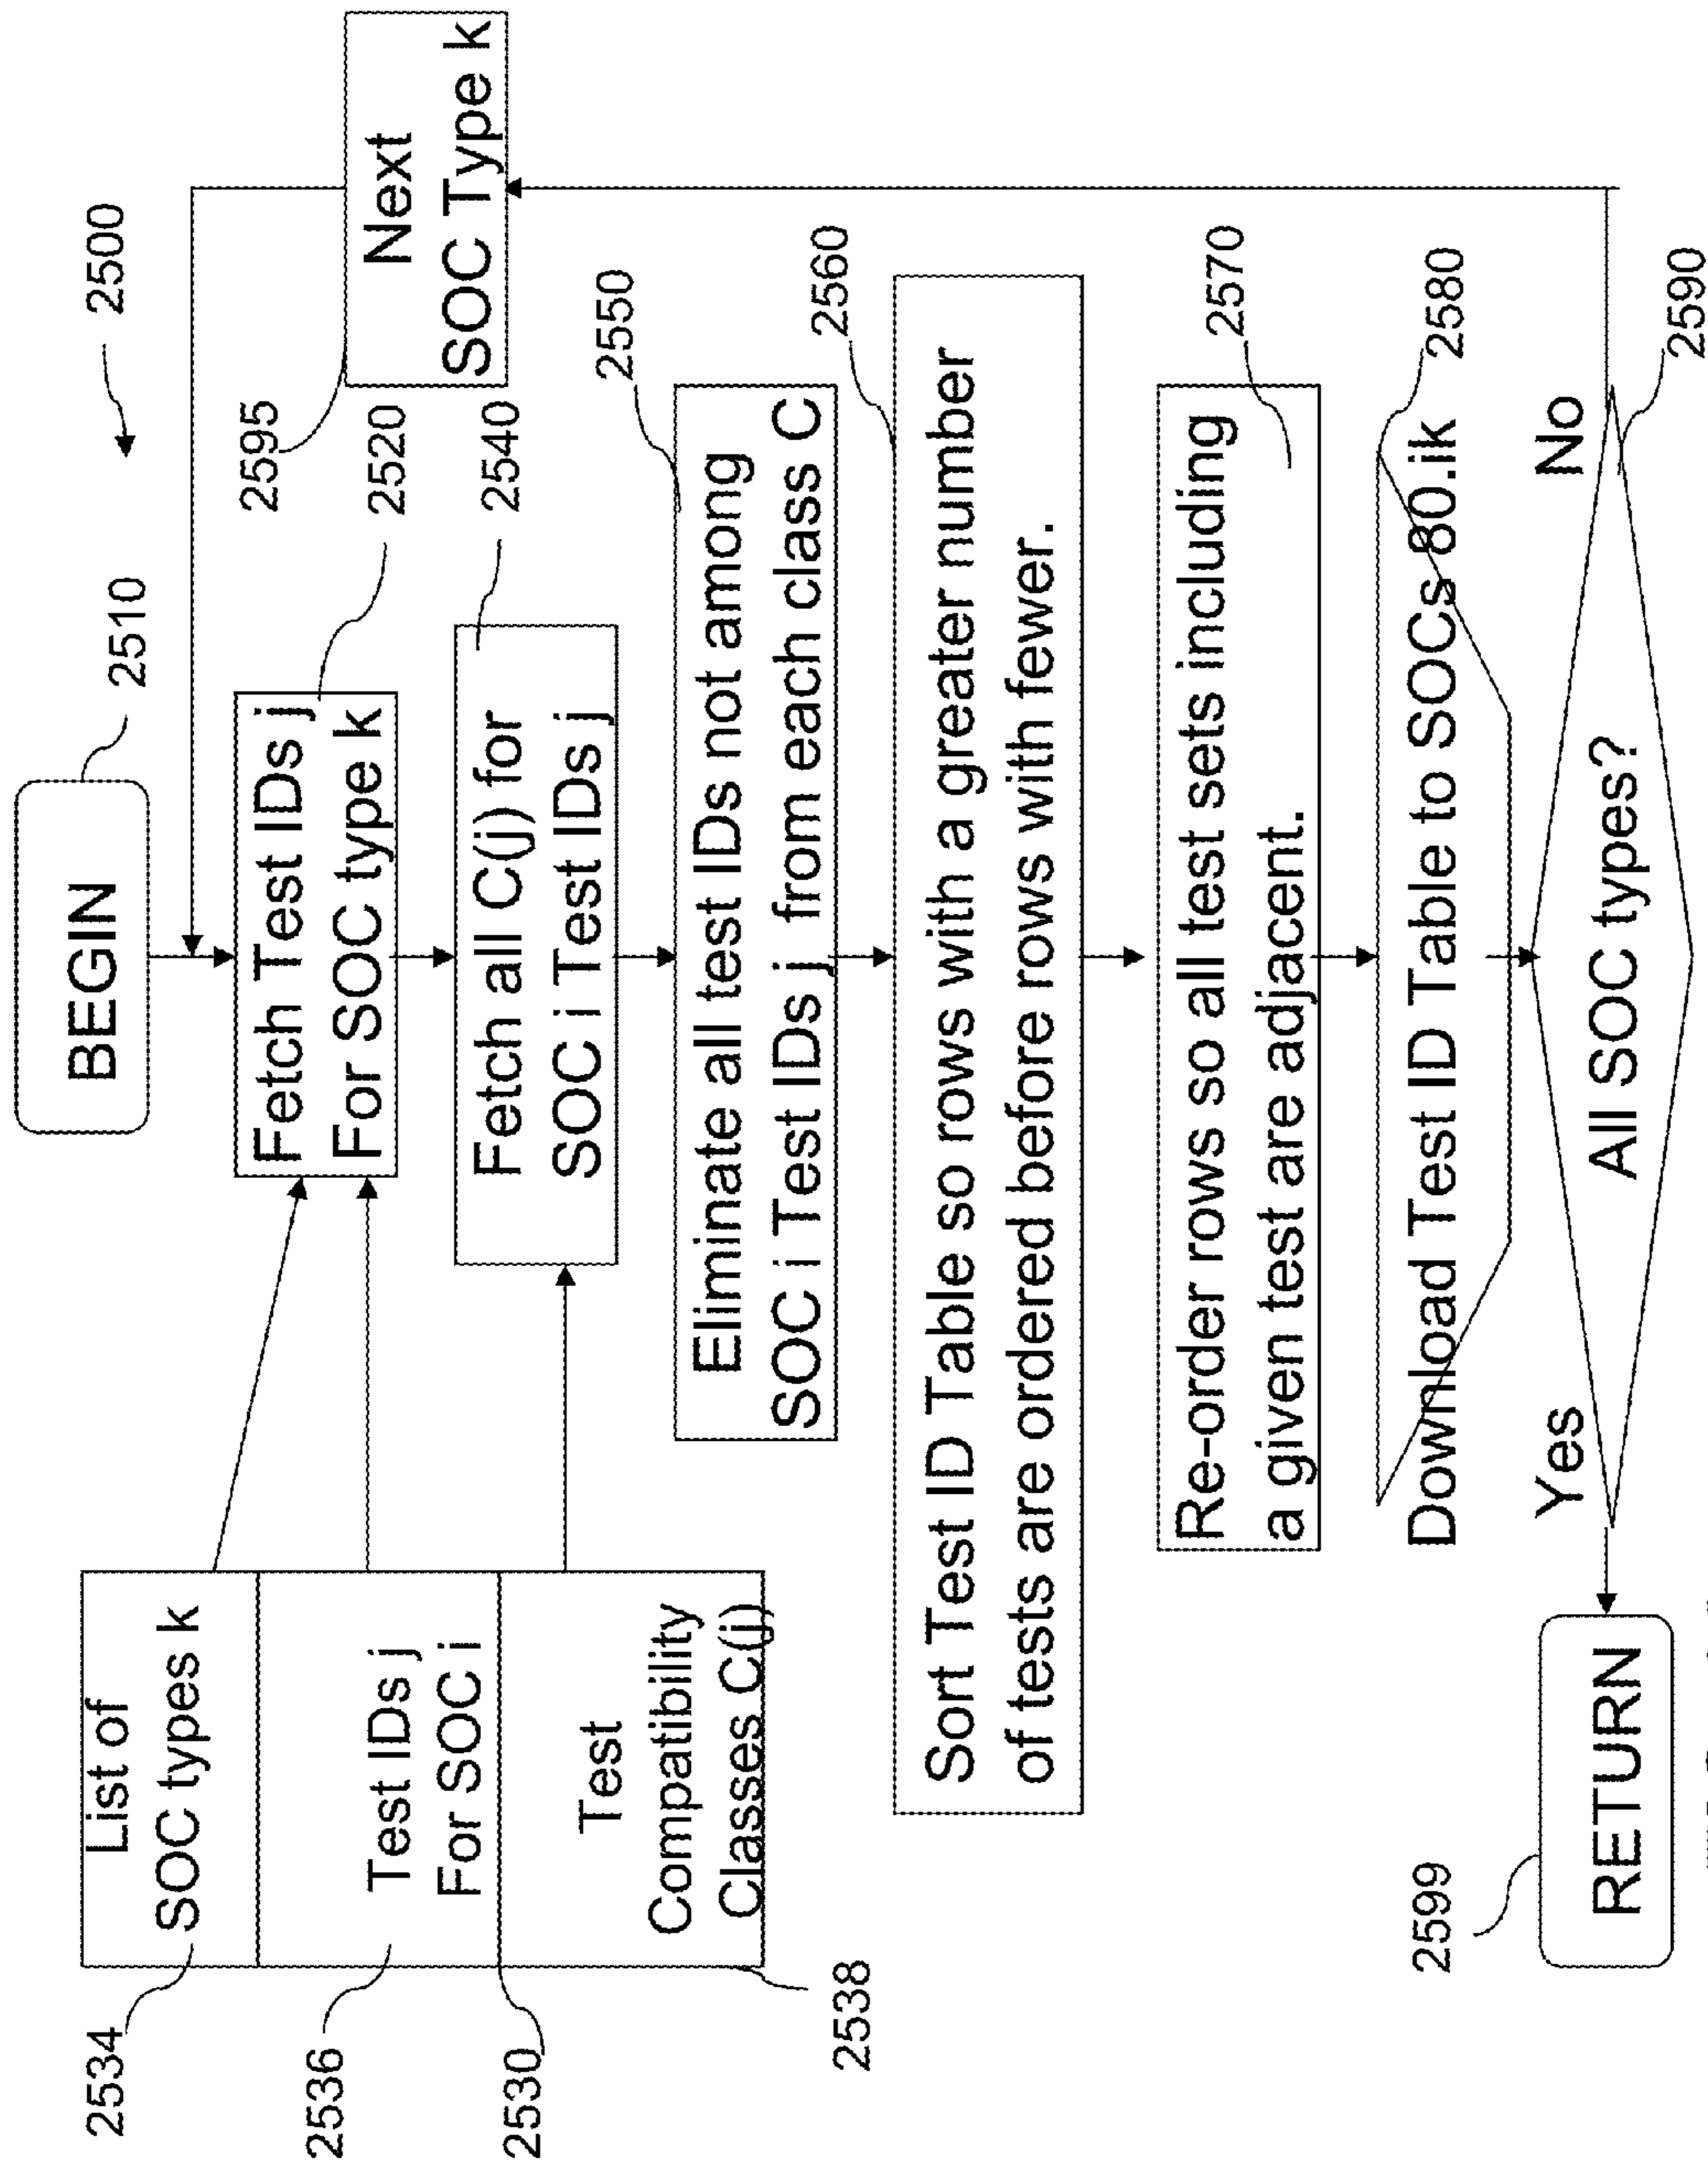 2500
BEGIN
2510
2595
Next
SOC Type k
List of
SOC types k
2534
Fetch Test IDs j
For SOC type k
2520
Test IDs j
For SOC i
2536
2530
Fetch all C(j) for
SOC i Test IDs j
2540
Test
Compatibility
Classes C(j)
2538
Eliminate all test IDs not among
SOC i Test IDs j from each class C
2550
Sort Test ID Table so rows with a greater number
of tests are ordered before rows with fewer.
2560
Re-order rows so all test sets including
a given test are adjacent.
2570
Download Test ID Table to SOCs 80.ik
2580
Yes
No
All SOC types?
2590
RETURN
2599